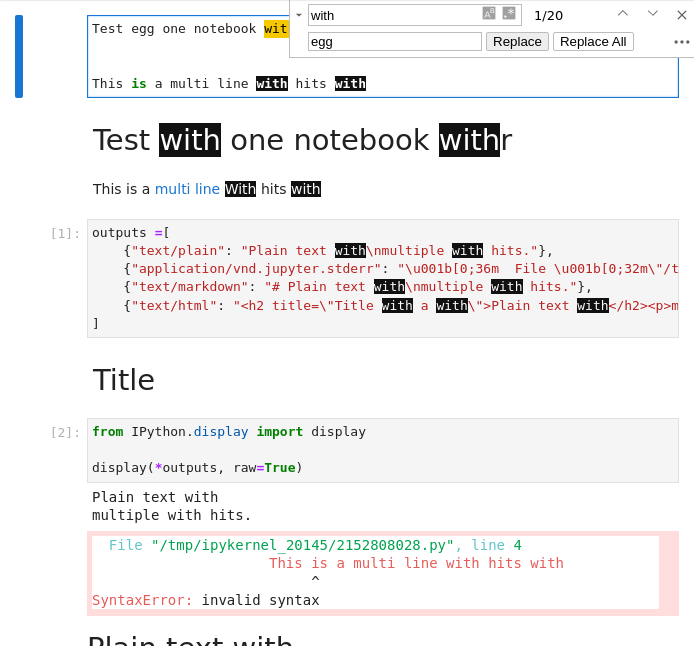 Test egg one notebook wit
with
1/20
egg
Replace
Replace All
This is a multi line with hits with
Test with one notebook withr
This is a multi line With hits with
[1]:
outputs =[
{"text/plain": "Plain text with\nmultiple with hits."},
{"application/vnd.jupyter.stderr": "\u001b[0;36m  File \u001b[0;32m\"/t
{"text/markdown": "# Plain text with\nmultiple with hits."},
{"text/html": "<h2 title=\"Title with a with\">Plain text with</h2><p>m
]
Title
[2]:
from IPython.display import display
display(*outputs, raw=True)
Plain text with
multiple with hits.
File "/tmp/ipykernel_20145/2152808028.py", line 4
This is a multi line with hits with
^
SyntaxError: invalid syntax
Plain text with